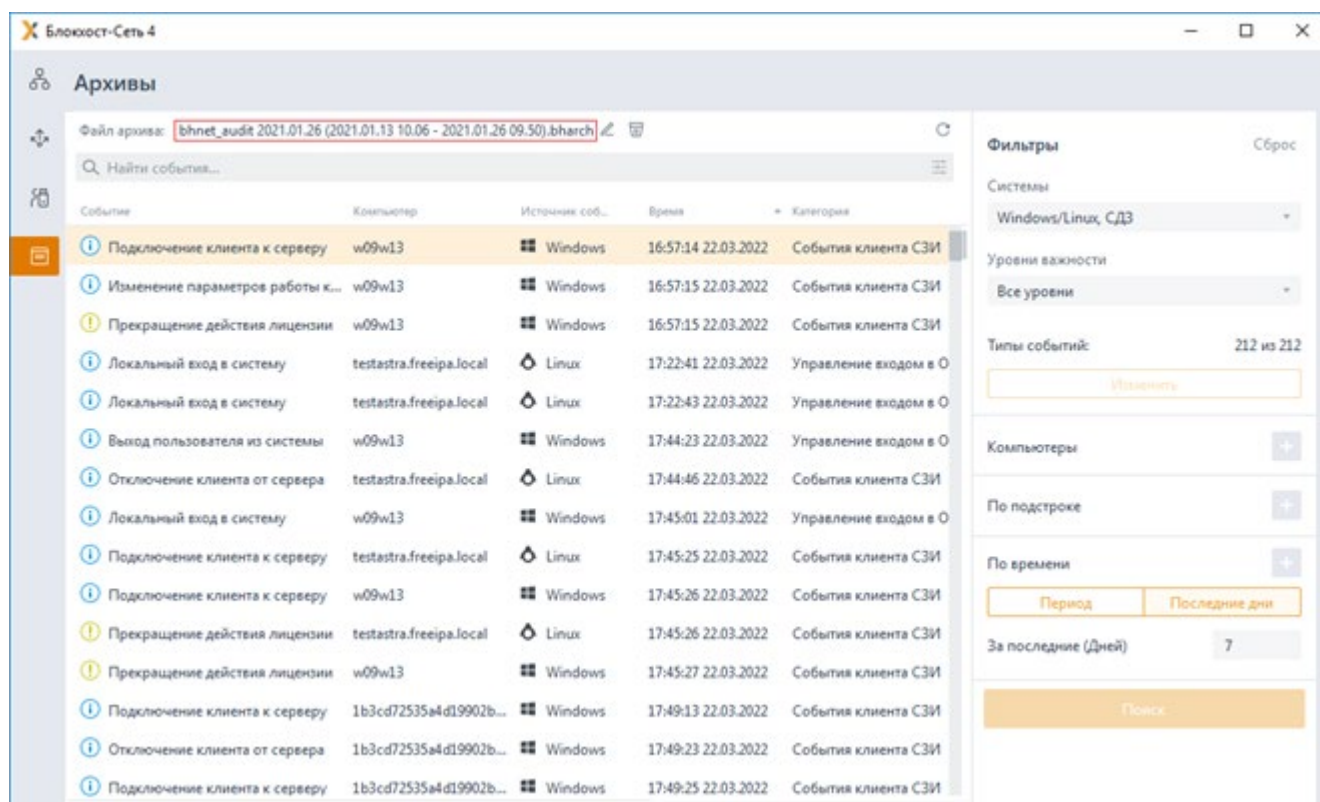 Блокхост-Сеть 4
Архивы
Файл архива: bhnet_audit 2021.01.26 (2021.01.13 10.06 - 2021.01.26 09.50).bharch
Найти события...
Событие Компьютер Источник соб... Время Категория
Подключение клиента к серверу w09w13 Windows 16:57:14 22.03.2022 События клиента СЗИ
Изменение параметров работы к... w09w13 Windows 16:57:15 22.03.2022 События клиента СЗИ
Прекращение действия лицензии w09w13 Windows 16:57:15 22.03.2022 События клиента СЗИ
Локальный вход в систему testastra.freeipa.local Linux 17:22:41 22.03.2022 Управление входом в О
Локальный вход в систему testastra.freeipa.local Linux 17:22:43 22.03.2022 Управление входом в О
Выход пользователя из системы w09w13 Windows 17:44:23 22.03.2022 Управление входом в О
Отключение клиента от сервера testastra.freeipa.local Linux 17:44:46 22.03.2022 События клиента СЗИ
Локальный вход в систему w09w13 Windows 17:45:01 22.03.2022 Управление входом в О
Подключение клиента к серверу testastra.freeipa.local Linux 17:45:25 22.03.2022 События клиента СЗИ
Подключение клиента к серверу w09w13 Windows 17:45:26 22.03.2022 События клиента СЗИ
Прекращение действия лицензии testastra.freeipa.local Linux 17:45:26 22.03.2022 События клиента СЗИ
Прекращение действия лицензии w09w13 Windows 17:45:27 22.03.2022 События клиента СЗИ
Подключение клиента к серверу 1b3cd72535a4d19902b... Windows 17:49:13 22.03.2022 События клиента СЗИ
Отключение клиента от сервера 1b3cd72535a4d19902b... Windows 17:49:23 22.03.2022 События клиента СЗИ
Подключение клиента к серверу 1b3cd72535a4d19902b... Windows 17:49:25 22.03.2022 События клиента СЗИ
Фильтры Сброс
Системы
Windows/Linux, СДЗ
Уровни важности
Все уровни
Типы событий: 212 из 212
Изменить
Компьютеры
По подстроке
По времени
Период Последние дни
За последние (Дней) 7
Поиск